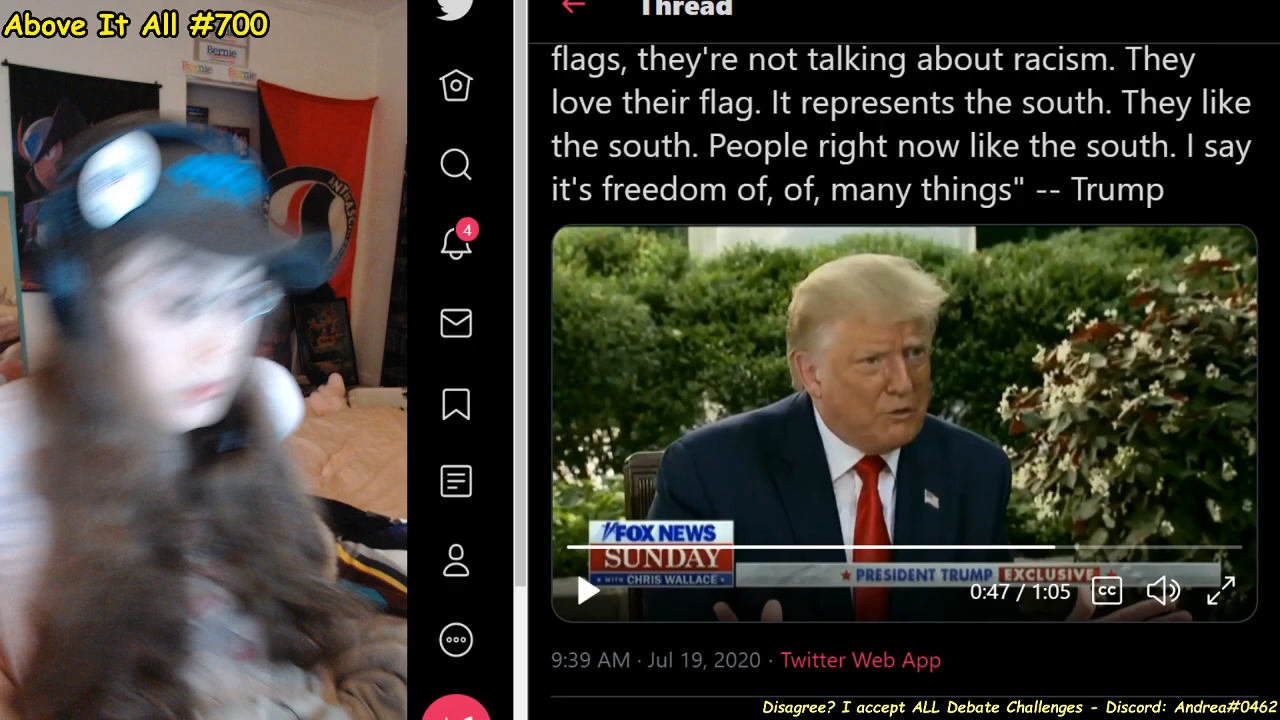 Above It All #700
Bernie
Bernie
Bernie
4
Thread
flags, they're not talking about racism. They
love their flag. It represents the south. They like
the south. People right now like the south. I say
it's freedom of, of, many things" -- Trump
FOX NEWS
SUNDAY
WITH CHRIS WALLACE
PRESIDENT TRUMP EXCLUSIVE
0:47 / 1:05
CC
9:39 AM · Jul 19, 2020 · Twitter Web App
Disagree? I accept ALL Debate Challenges - Discord: Andrea#0462